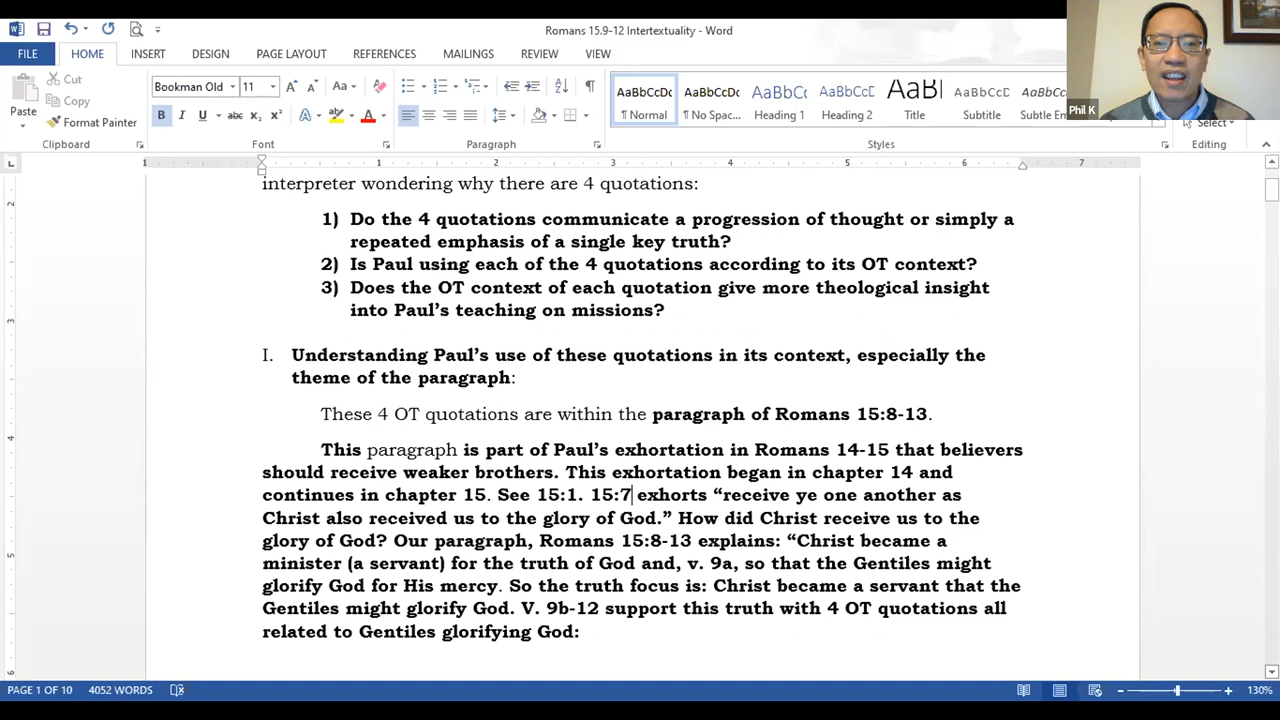 Romans 15.9-12 Intertextuality - Word
FILE HOME INSERT DESIGN PAGE LAYOUT REFERENCES MAILINGS REVIEW VIEW
Cut
Copy
Format Painter
Paste
Bookman Old 11
AaBbCcDc AaBbCcDc AaBbCc AaBbCcD AaBl AaBbCcD AaBbCcDc
¶ Normal ¶ No Spac... Heading 1 Heading 2 Title Subtitle Subtle Em
Select
Clipboard Font Paragraph Styles Editing
Phil K
1 1 2 3 4 5 6 7
interpreter wondering why there are 4 quotations:
1) Do the 4 quotations communicate a progression of thought or simply a
repeated emphasis of a single key truth?
2) Is Paul using each of the 4 quotations according to its OT context?
3) Does the OT context of each quotation give more theological insight
into Paul's teaching on missions?
I. Understanding Paul's use of these quotations in its context, especially the
theme of the paragraph:
These 4 OT quotations are within the paragraph of Romans 15:8-13.
This paragraph is part of Paul's exhortation in Romans 14-15 that believers
should receive weaker brothers. This exhortation began in chapter 14 and
continues in chapter 15. See 15:1. 15:7 exhorts “receive ye one another as
Christ also received us to the glory of God.” How did Christ receive us to the
glory of God? Our paragraph, Romans 15:8-13 explains: “Christ became a
minister (a servant) for the truth of God and, v. 9a, so that the Gentiles might
glorify God for His mercy. So the truth focus is: Christ became a servant that the
Gentiles might glorify God. V. 9b-12 support this truth with 4 OT quotations all
related to Gentiles glorifying God:
PAGE 1 OF 10 4052 WORDS 130%